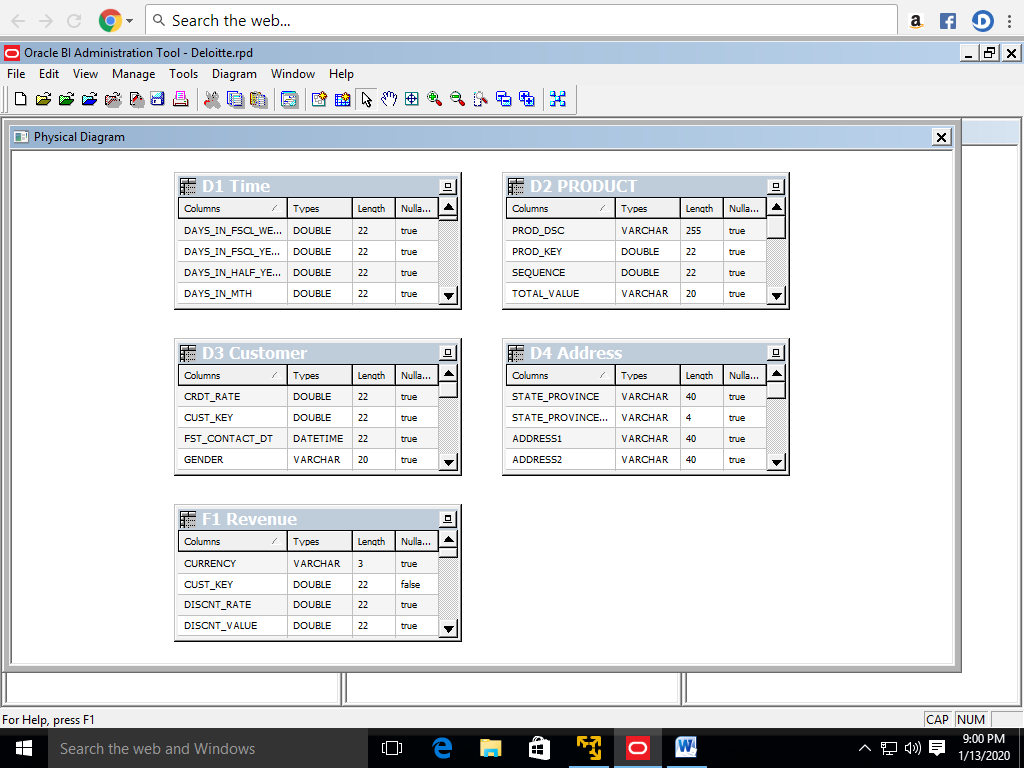 Search the web...
Oracle BI Administration Tool - Deloitte.rpd
File Edit View Manage Tools Diagram Window Help
Physical Diagram
D1 Time
Columns Types Length Nulla...
DAYS_IN_FSCL_WE... DOUBLE 22 true
DAYS_IN_FSCL_YE... DOUBLE 22 true
DAYS_IN_HALF_YE... DOUBLE 22 true
DAYS_IN_MTH DOUBLE 22 true
D2 PRODUCT
Columns Types Length Nulla...
PROD_DSC VARCHAR 255 true
PROD_KEY DOUBLE 22 true
SEQUENCE DOUBLE 22 true
TOTAL_VALUE VARCHAR 20 true
D3 Customer
Columns Types Length Nulla...
CRDT_RATE DOUBLE 22 true
CUST_KEY DOUBLE 22 true
FST_CONTACT_DT DATETIME 22 true
GENDER VARCHAR 20 true
D4 Address
Columns Types Length Nulla...
STATE_PROVINCE VARCHAR 40 true
STATE_PROVINCE... VARCHAR 4 true
ADDRESS1 VARCHAR 40 true
ADDRESS2 VARCHAR 40 true
F1 Revenue
Columns Types Length Nulla...
CURRENCY VARCHAR 3 true
CUST_KEY DOUBLE 22 false
DISCNT_RATE DOUBLE 22 true
DISCNT_VALUE DOUBLE 22 true
For Help, press F1
CAP NUM
Search the web and Windows
9:00 PM
1/13/2020